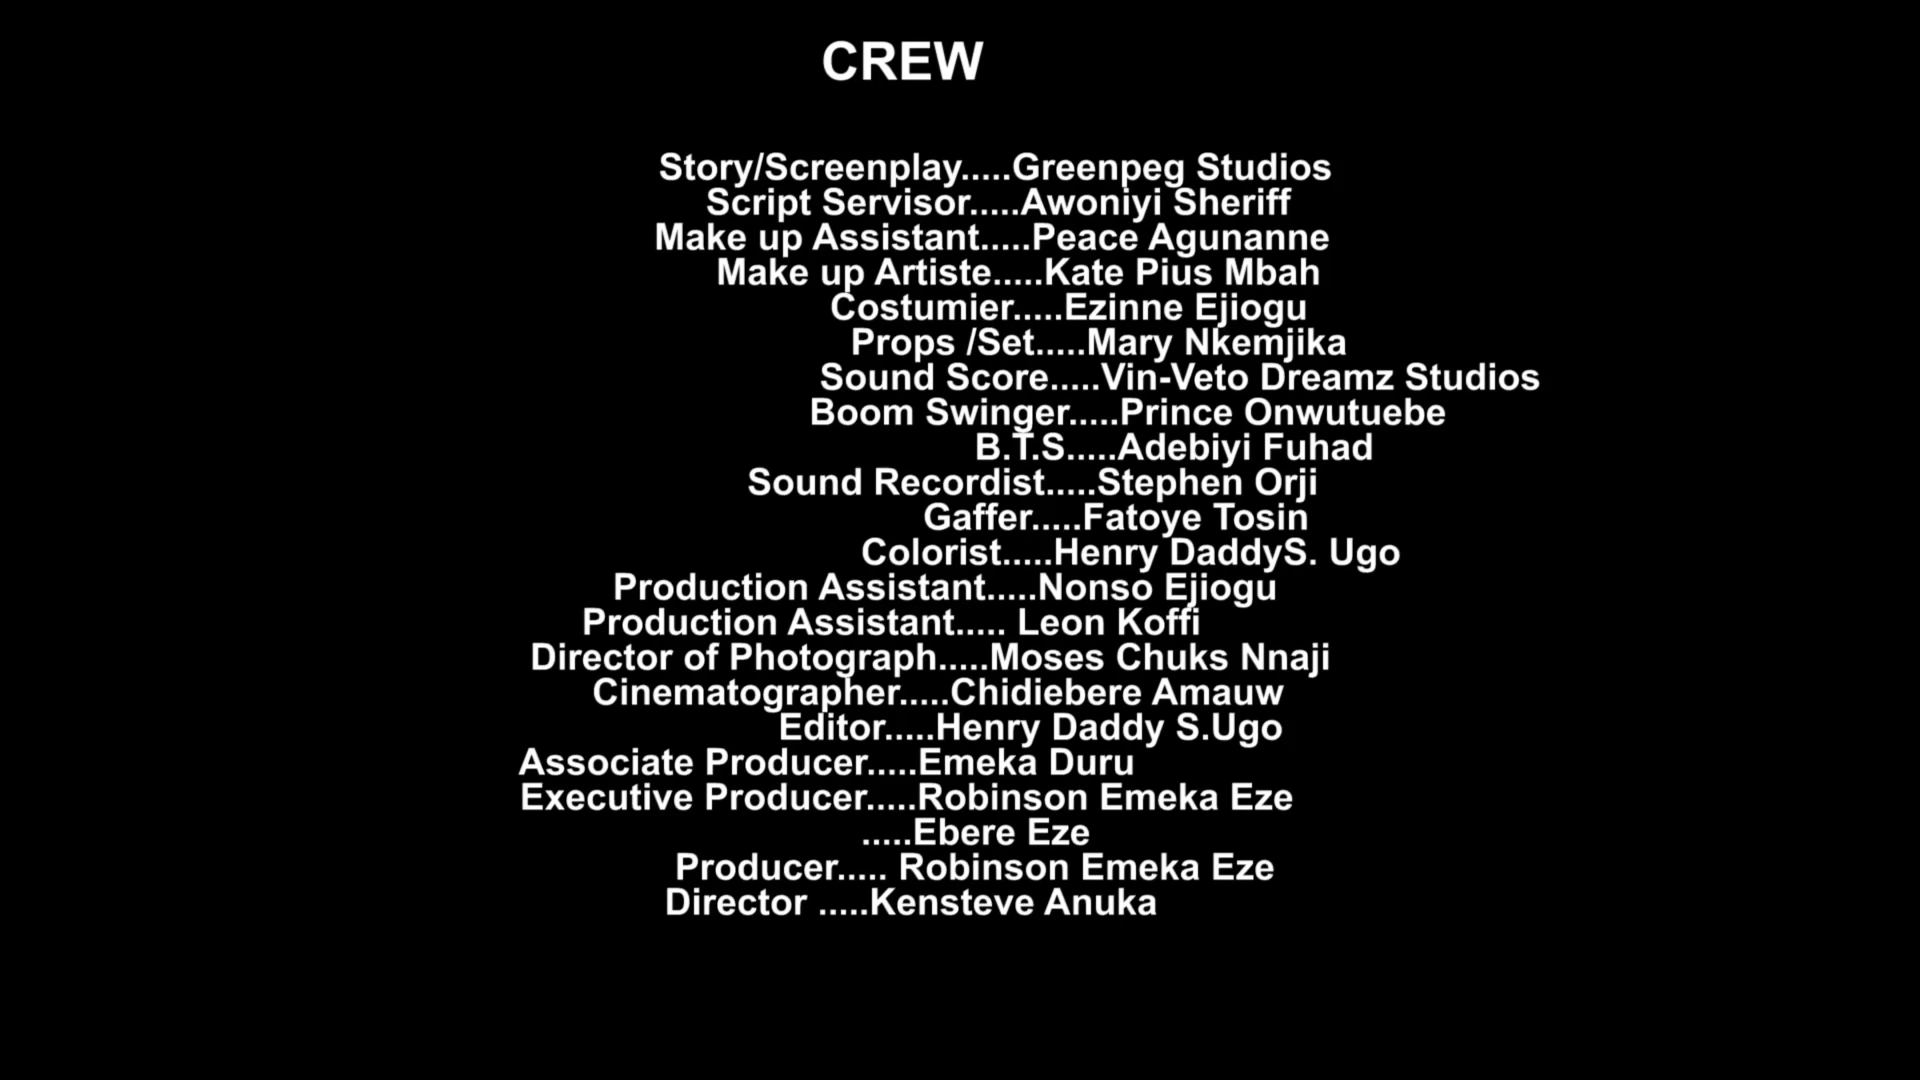 CREW
Story/Screenplay.....Greenpeg Studios
Script Servisor.....Awoniyi Sheriff
Make up Assistant.....Peace Agunanne
Make up Artiste.....Kate Pius Mbah
Costumier.....Ezinne Ejiogu
Props /Set.....Mary Nkemjika
Sound Score.....Vin-Veto Dreamz Studios
Boom Swinger.....Prince Onwutuebe
B.T.S.....Adebiyi Fuhad
Sound Recordist.....Stephen Orji
Gaffer.....Fatoye Tosin
Colorist.....Henry DaddyS. Ugo
Production Assistant.....Nonso Ejiogu
Production Assistant..... Leon Koffi
Director of Photograph.....Moses Chuks Nnaji
Cinematographer.....Chidiebere Amauw
Editor.....Henry Daddy S.Ugo
Associate Producer.....Emeka Duru
Executive Producer.....Robinson Emeka Eze
.....Ebere Eze
Producer..... Robinson Emeka Eze
Director .....Kensteve Anuka